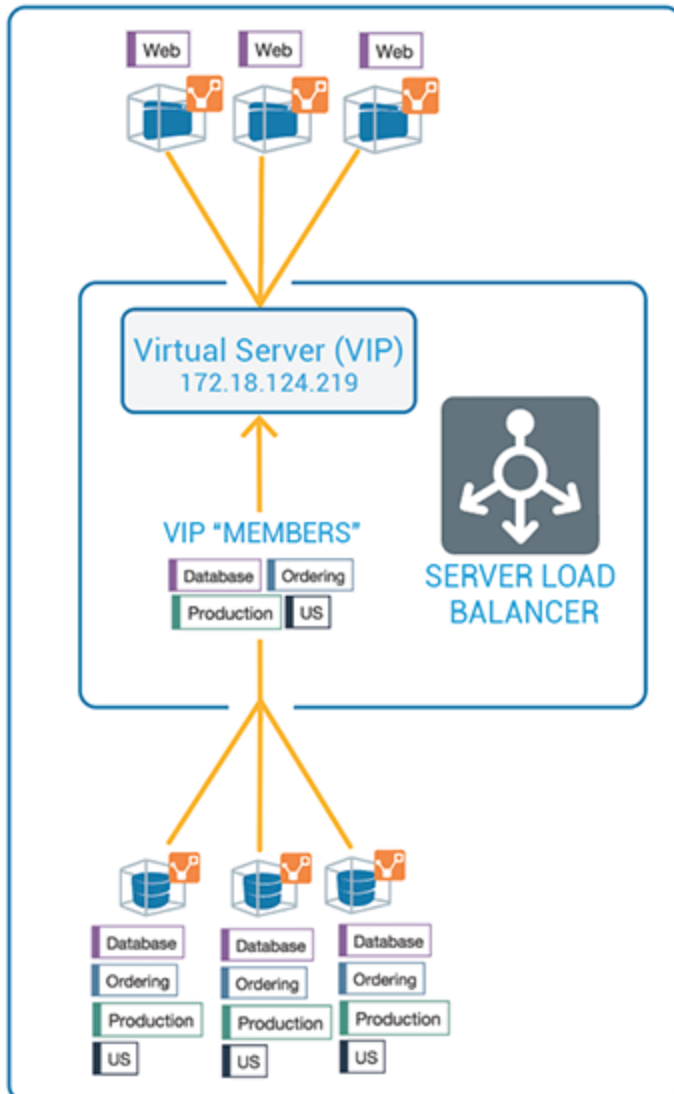 Web
Web
Web
Virtual Server (VIP)
172.18.124.219
VIP “MEMBERS”
Database
Ordering
Production
US
SERVER LOAD
BALANCER
Database
Ordering
Production
US
Database
Ordering
Production
US
Database
Ordering
Production
US